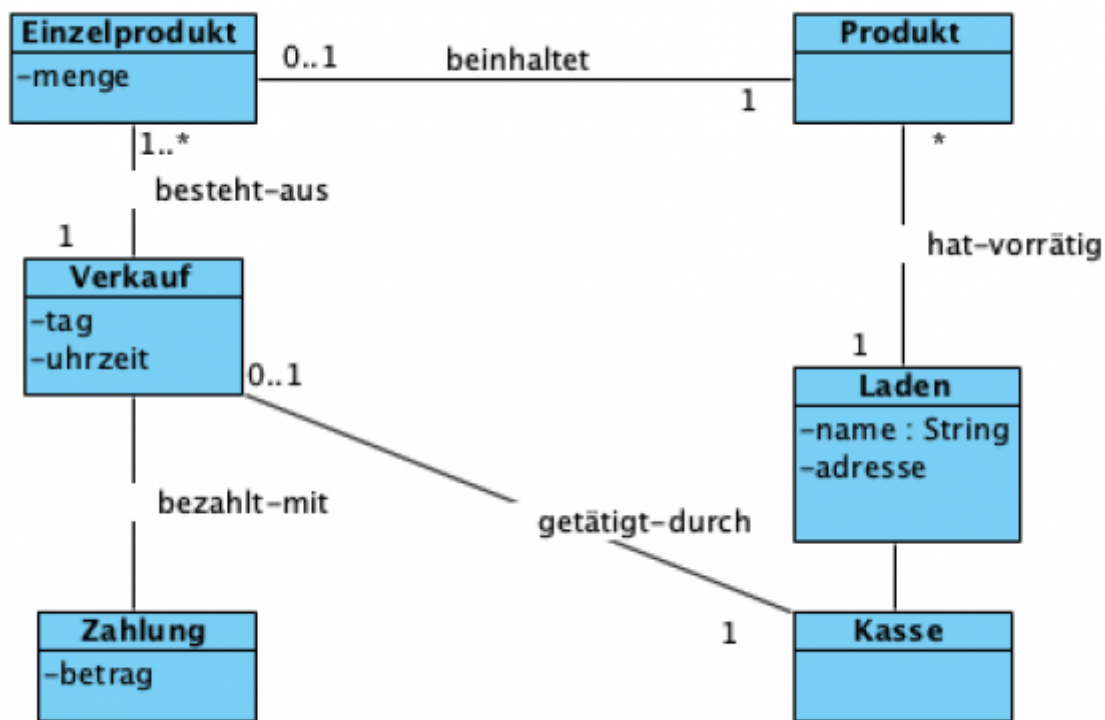 Einzelprodukt
-menge
0..1
beinhaltet
1
Produkt
1..*
besteht-aus
1
*
hat-vorrätig
1
Verkauf
-tag
-uhrzeit
0..1
Laden
-name : String
-adresse
bezahlt-mit
getätigt-durch
1
Zahlung
-betrag
Kasse